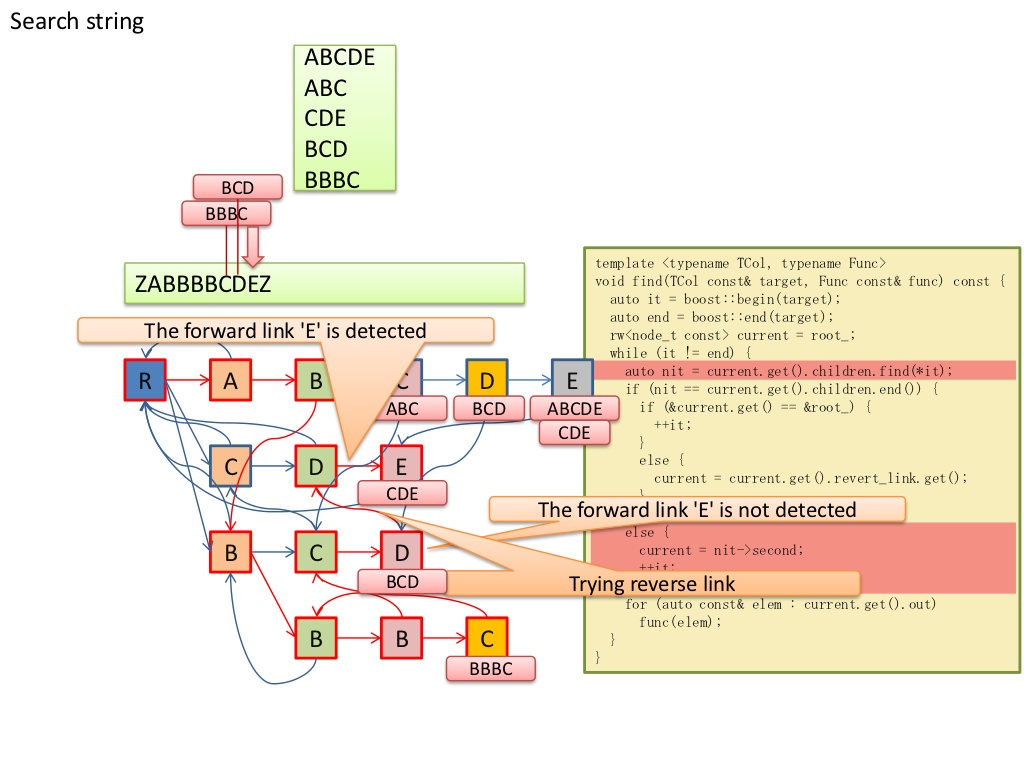 Search string
ABCDE
ABC
CDE
BCD
BBBC
BCD
BBBC
ZABBBBCDEZ
The forward link 'E' is detected
R
A
B
C
D
E
ABC
BCD
ABCDE
CDE
C
D
E
CDE
The forward link 'E' is not detected
B
C
D
BCD
Trying reverse link
B
B
C
BBBC
template <typename TCol, typename Func>
void find(TCol const& target, Func const& func) const {
auto it = boost::begin(target);
auto end = boost::end(target);
rw<node_t const> current = root_;
while (it != end) {
auto nit = current.get().children.find(*it);
if (nit == current.get().children.end()) {
if (&current.get() == &root_) {
++it;
}
else {
current = current.get().revert_link.get();
}
else {
current = nit->second;
++it;
for (auto const& elem : current.get().out)
func(elem);
}
}